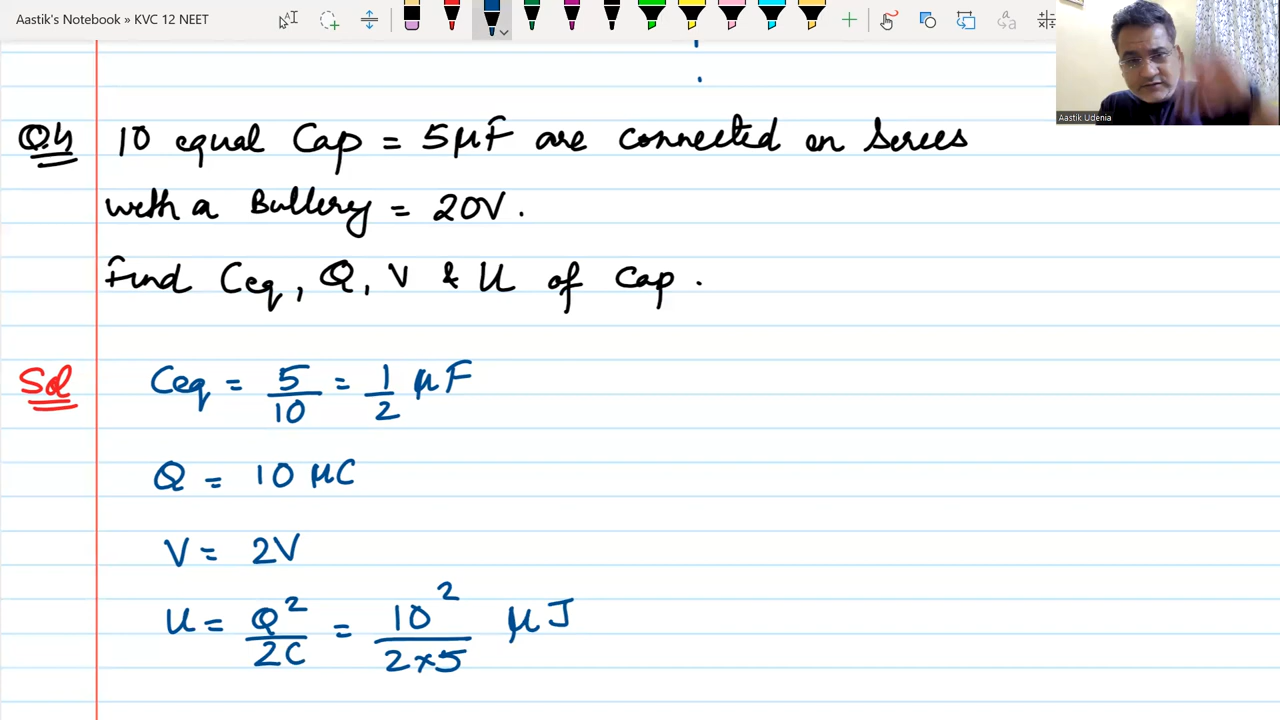 Aastik's Notebook » KVC 12 NEET
Aastik Udenia
Q4 10 equal Cap = 5μF are connected in Series
with a Battery = 20V.
Find Ceq, Q, V & U of Cap.
Sol Ceq = 5/10 = 1/2 μF
Q = 10 μC
V = 2V
U = Q²/2C = 10²/2×5 μJ